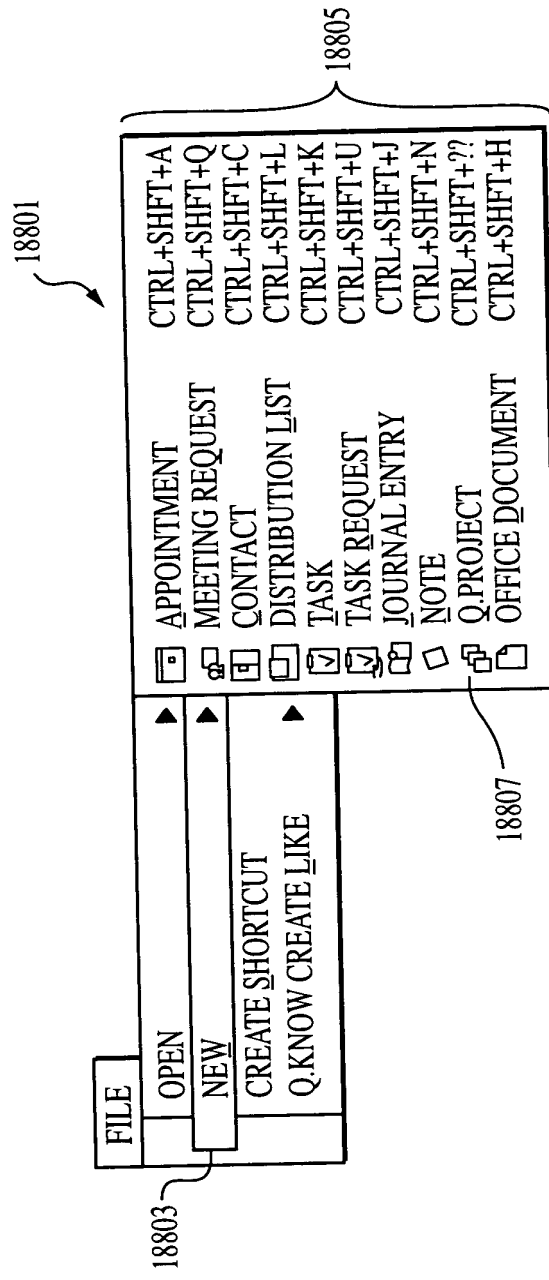 18801
FILE
OPEN
NEW
CREATE SHORTCUT
Q.KNOW CREATE LIKE
18803
APPOINTMENT CTRL+SHFT+A
MEETING REQUEST CTRL+SHFT+Q
CONTACT CTRL+SHFT+C
DISTRIBUTION LIST CTRL+SHFT+L
TASK CTRL+SHFT+K
TASK REQUEST CTRL+SHFT+U
JOURNAL ENTRY CTRL+SHFT+J
NOTE CTRL+SHFT+N
Q.PROJECT CTRL+SHFT+??
OFFICE DOCUMENT CTRL+SHFT+H
18805
18807